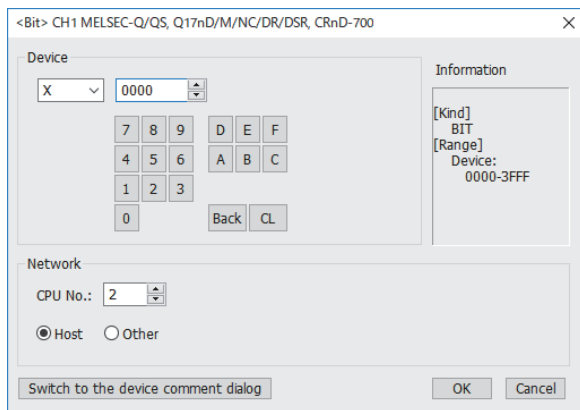 <Bit> CH1 MELSEC-Q/QS, Q17nD/M/NC/DR/DSR, CRnD-700
Device
X 0000
7 8 9 D E F
4 5 6 A B C
1 2 3
0 Back CL
Information
[Kind]
BIT
[Range]
Device:
0000-3FFF
Network
CPU No.: 2
Host Other
Switch to the device comment dialog OK Cancel